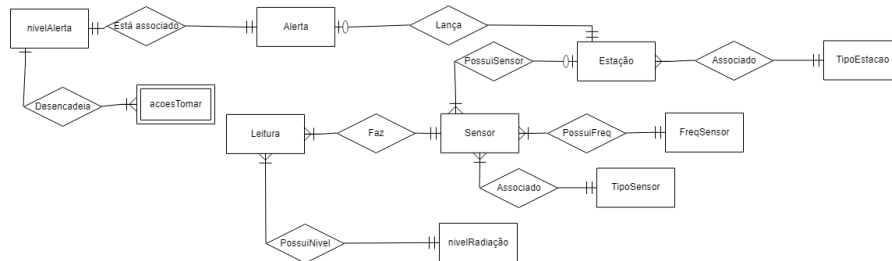 nivelAlerta
Está associado
Alerta
Lança
PossuiSensor
Estação
Associado
TipoEstacao
Desencadeia
acoesTomar
Leitura
Faz
Sensor
PossuiFreq
FreqSensor
Associado
TipoSensor
PossuiNivel
nivelRadiação